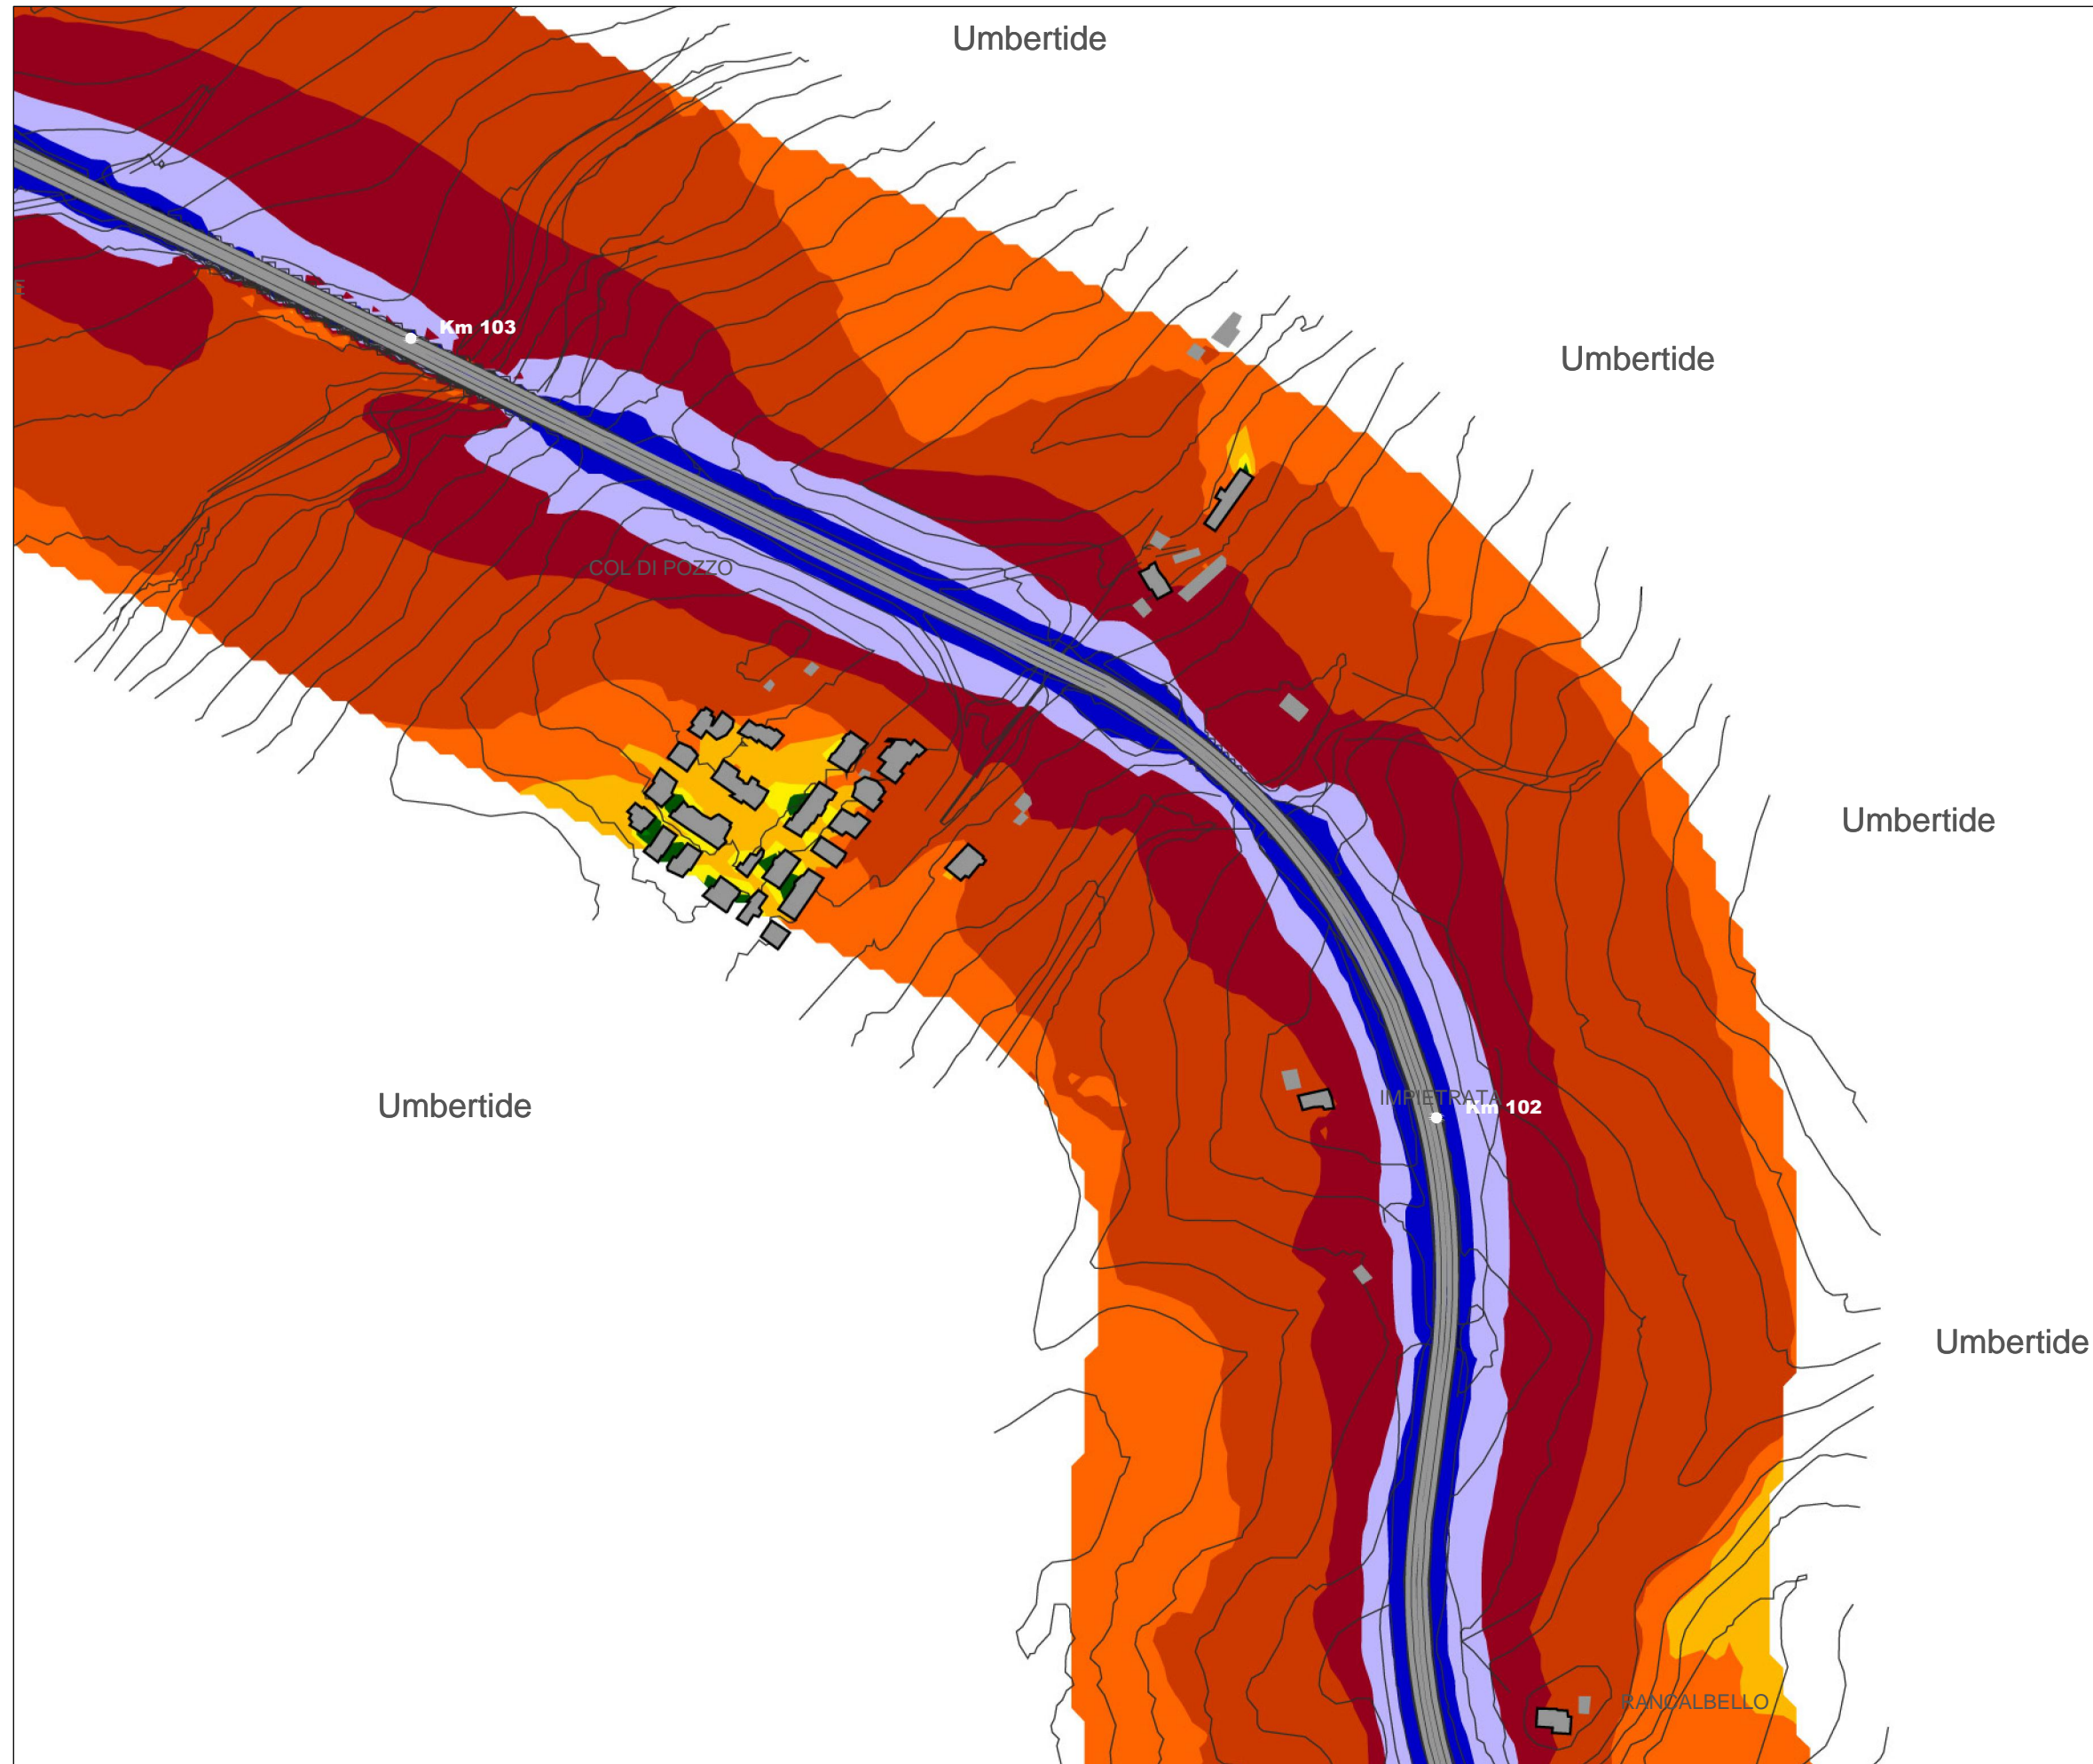 Umbertide
Km 103
Umbertide
COL DI POZZO
Umbertide
Umbertide
IMPIETRATA
Km 102
Umbertide
RANCALBELLO